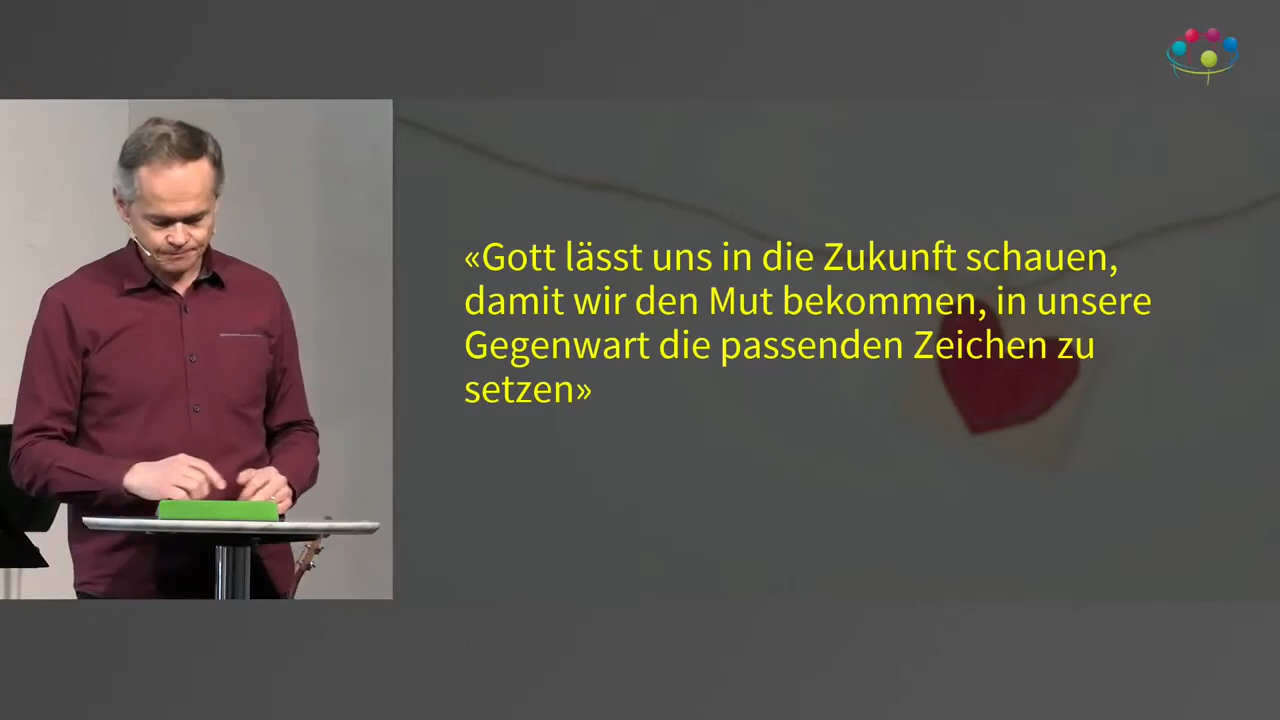 «Gott lässt uns in die Zukunft schauen,
damit wir den Mut bekommen, in unsere
Gegenwart die passenden Zeichen zu
setzen»